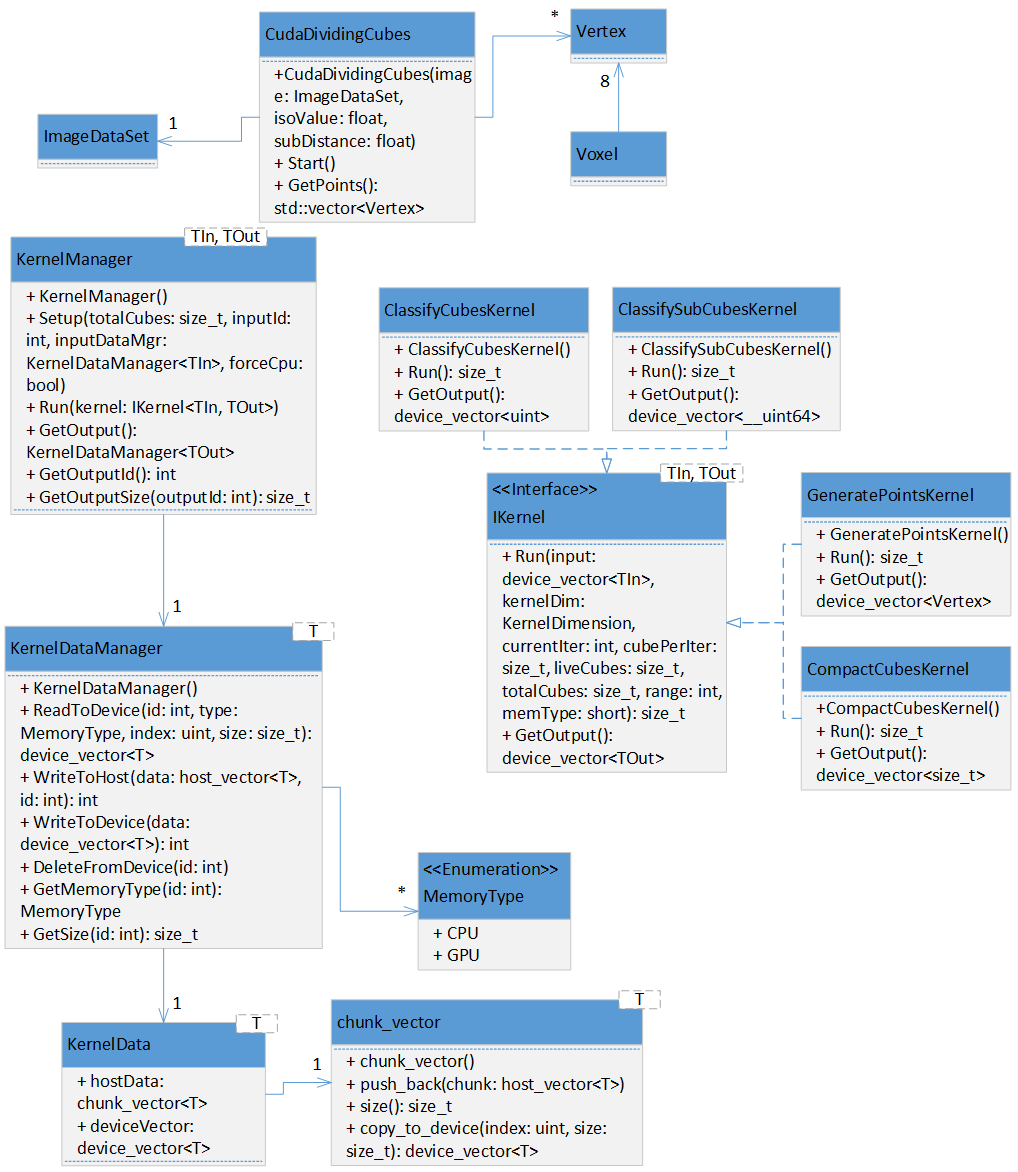 CudaDividingCubes
+CudaDividingCubes(imag
e: ImageDataSet,
isoValue: float,
subDistance: float)
+ Start()
+ GetPoints():
std::vector<Vertex>
*
Vertex
8
Voxel
1
ImageDataSet
TIn, TOut
KernelManager
+ KernelManager()
+ Setup(totalCubes: size_t, inputId:
int, inputDataMgr:
KernelDataManager<TIn>, forceCpu:
bool)
+ Run(kernel: IKernel<TIn, TOut>)
+ GetOutput():
KernelDataManager<TOut>
+ GetOutputId(): int
+ GetOutputSize(outputId: int): size_t
ClassifyCubesKernel
+ ClassifyCubesKernel()
+ Run(): size_t
+ GetOutput():
device_vector<uint>
ClassifySubCubesKernel
+ ClassifySubCubesKernel()
+ Run(): size_t
+ GetOutput():
device_vector<__uint64>
TIn, TOut
<<Interface>>
IKernel
+ Run(input:
device_vector<TIn>,
kernelDim:
KernelDimension,
currentIter: int, cubePerIter:
size_t, liveCubes: size_t,
totalCubes: size_t, range: int,
memType: short): size_t
+ GetOutput():
device_vector<TOut>
GeneratePointsKernel
+ GeneratePointsKernel()
+ Run(): size_t
+ GetOutput():
device_vector<Vertex>
CompactCubesKernel
+CompactCubesKernel()
+ Run(): size_t
+ GetOutput():
device_vector<size_t>
1
T
KernelDataManager
+ KernelDataManager()
+ ReadToDevice(id: int, type:
MemoryType, index: uint, size: size_t):
device_vector<T>
+ WriteToHost(data: host_vector<T>,
id: int): int
+ WriteToDevice(data:
device_vector<T>): int
+ DeleteFromDevice(id: int)
+ GetMemoryType(id: int):
MemoryType
+ GetSize(id: int): size_t
*
<<Enumeration>>
MemoryType
+ CPU
+ GPU
1
T
KernelData
+ hostData:
chunk_vector<T>
+ deviceVector:
device_vector<T>
1
T
chunk_vector
+ chunk_vector()
+ push_back(chunk: host_vector<T>)
+ size(): size_t
+ copy_to_device(index: uint, size:
size_t): device_vector<T>